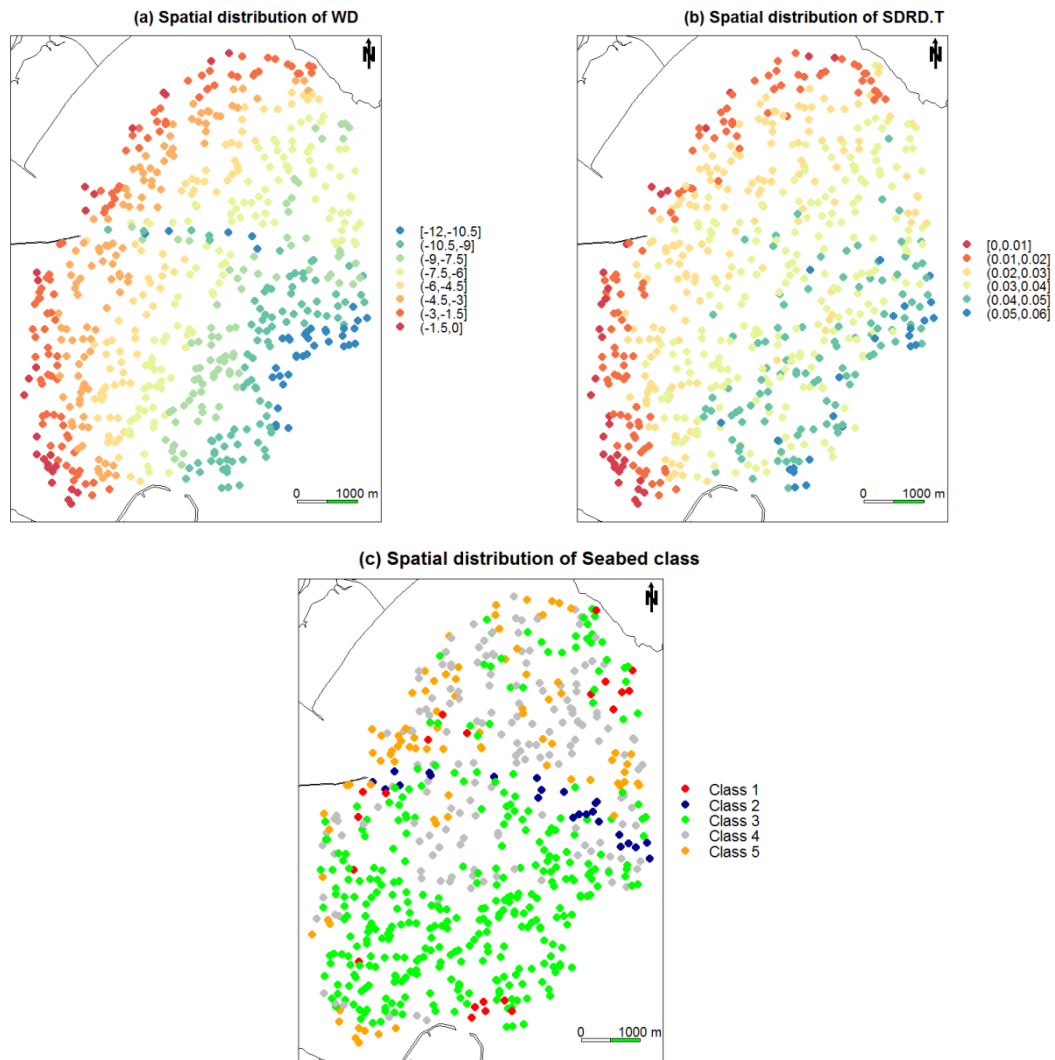 (a) Spatial distribution of WD
N
[-12,-10.5]
(-10.5,-9]
(-9,-7.5]
(-7.5,-6]
(-6,-4.5]
(-4.5,-3]
(-3,-1.5]
(-1.5,0]
0 1000 m
(b) Spatial distribution of SDRD.T
N
[0,0.01]
(0.01,0.02]
(0.02,0.03]
(0.03,0.04]
(0.04,0.05]
(0.05,0.06]
0 1000 m
(c) Spatial distribution of Seabed class
N
Class 1
Class 2
Class 3
Class 4
Class 5
0 1000 m